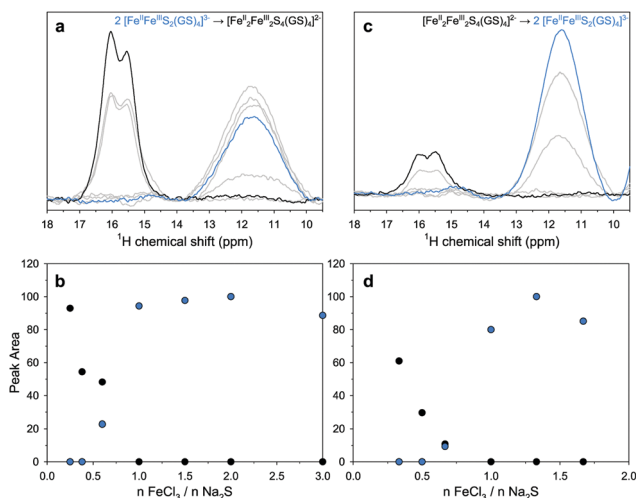 2 [FeᴵᴵFeᴵᴵᴵS₂(GS)₄]³⁻ → [Feᴵᴵ₂Feᴵᴵᴵ₂S₄(GS)₄]²⁻
[Feᴵᴵ₂Feᴵᴵᴵ₂S₄(GS)₄]²⁻ → 2 [FeᴵᴵFeᴵᴵᴵS₂(GS)₄]³⁻
a
c
18 17 16 15 14 13 12 11 10
18 17 16 15 14 13 12 11 10
¹H chemical shift (ppm)
¹H chemical shift (ppm)
b
d
120
100
80
60
40
20
0
Peak Area
0.0 0.5 1.0 1.5 2.0 2.5 3.0
0.0 0.5 1.0 1.5 2.0
n FeCl₃ / n Na₂S
n FeCl₃ / n Na₂S